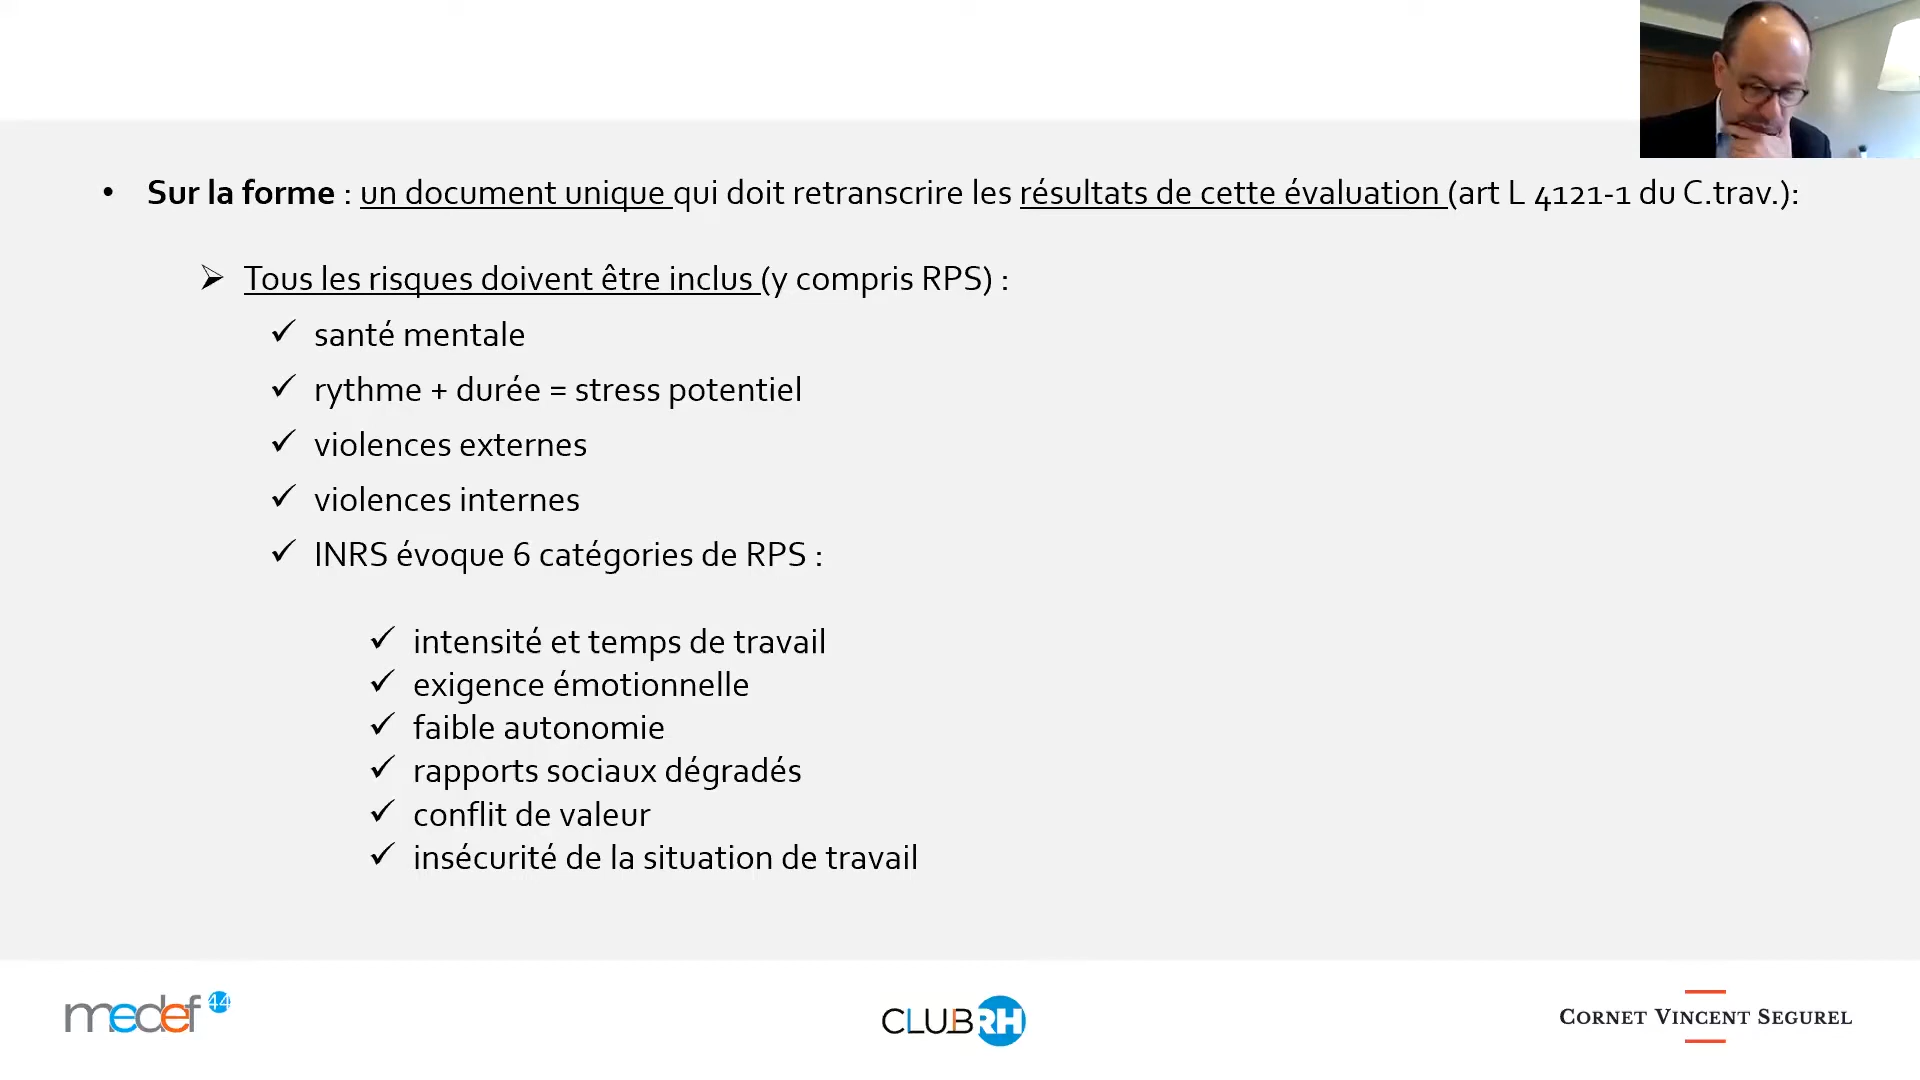 • Sur la forme : un document unique qui doit retranscrire les résultats de cette évaluation (art L 4121-1 du C.trav.):
➢ Tous les risques doivent être inclus (y compris RPS) :
✓ santé mentale
✓ rythme + durée = stress potentiel
✓ violences externes
✓ violences internes
✓ INRS évoque 6 catégories de RPS :
✓ intensité et temps de travail
✓ exigence émotionnelle
✓ faible autonomie
✓ rapports sociaux dégradés
✓ conflit de valeur
✓ insécurité de la situation de travail
medef 44
CLUBRH
CORNET VINCENT SEGUREL